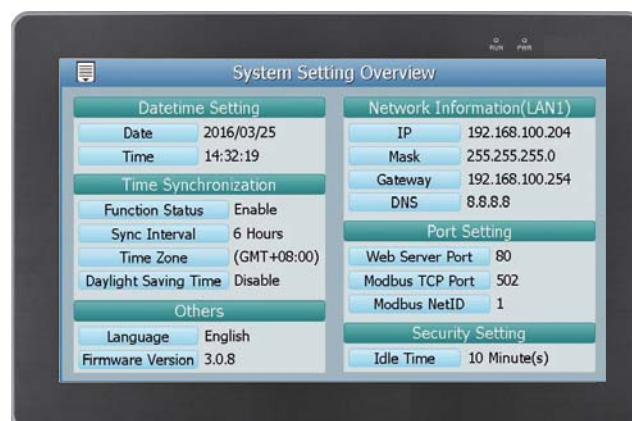 RUN PWR
System Setting Overview
Datetime Setting
Date 2016/03/25
Time 14:32:19
Time Synchronization
Function Status Enable
Sync Interval 6 Hours
Time Zone (GMT+08:00)
Daylight Saving Time Disable
Others
Language English
Firmware Version 3.0.8
Network Information(LAN1)
IP 192.168.100.204
Mask 255.255.255.0
Gateway 192.168.100.254
DNS 8.8.8.8
Port Setting
Web Server Port 80
Modbus TCP Port 502
Modbus NetID 1
Security Setting
Idle Time 10 Minute(s)